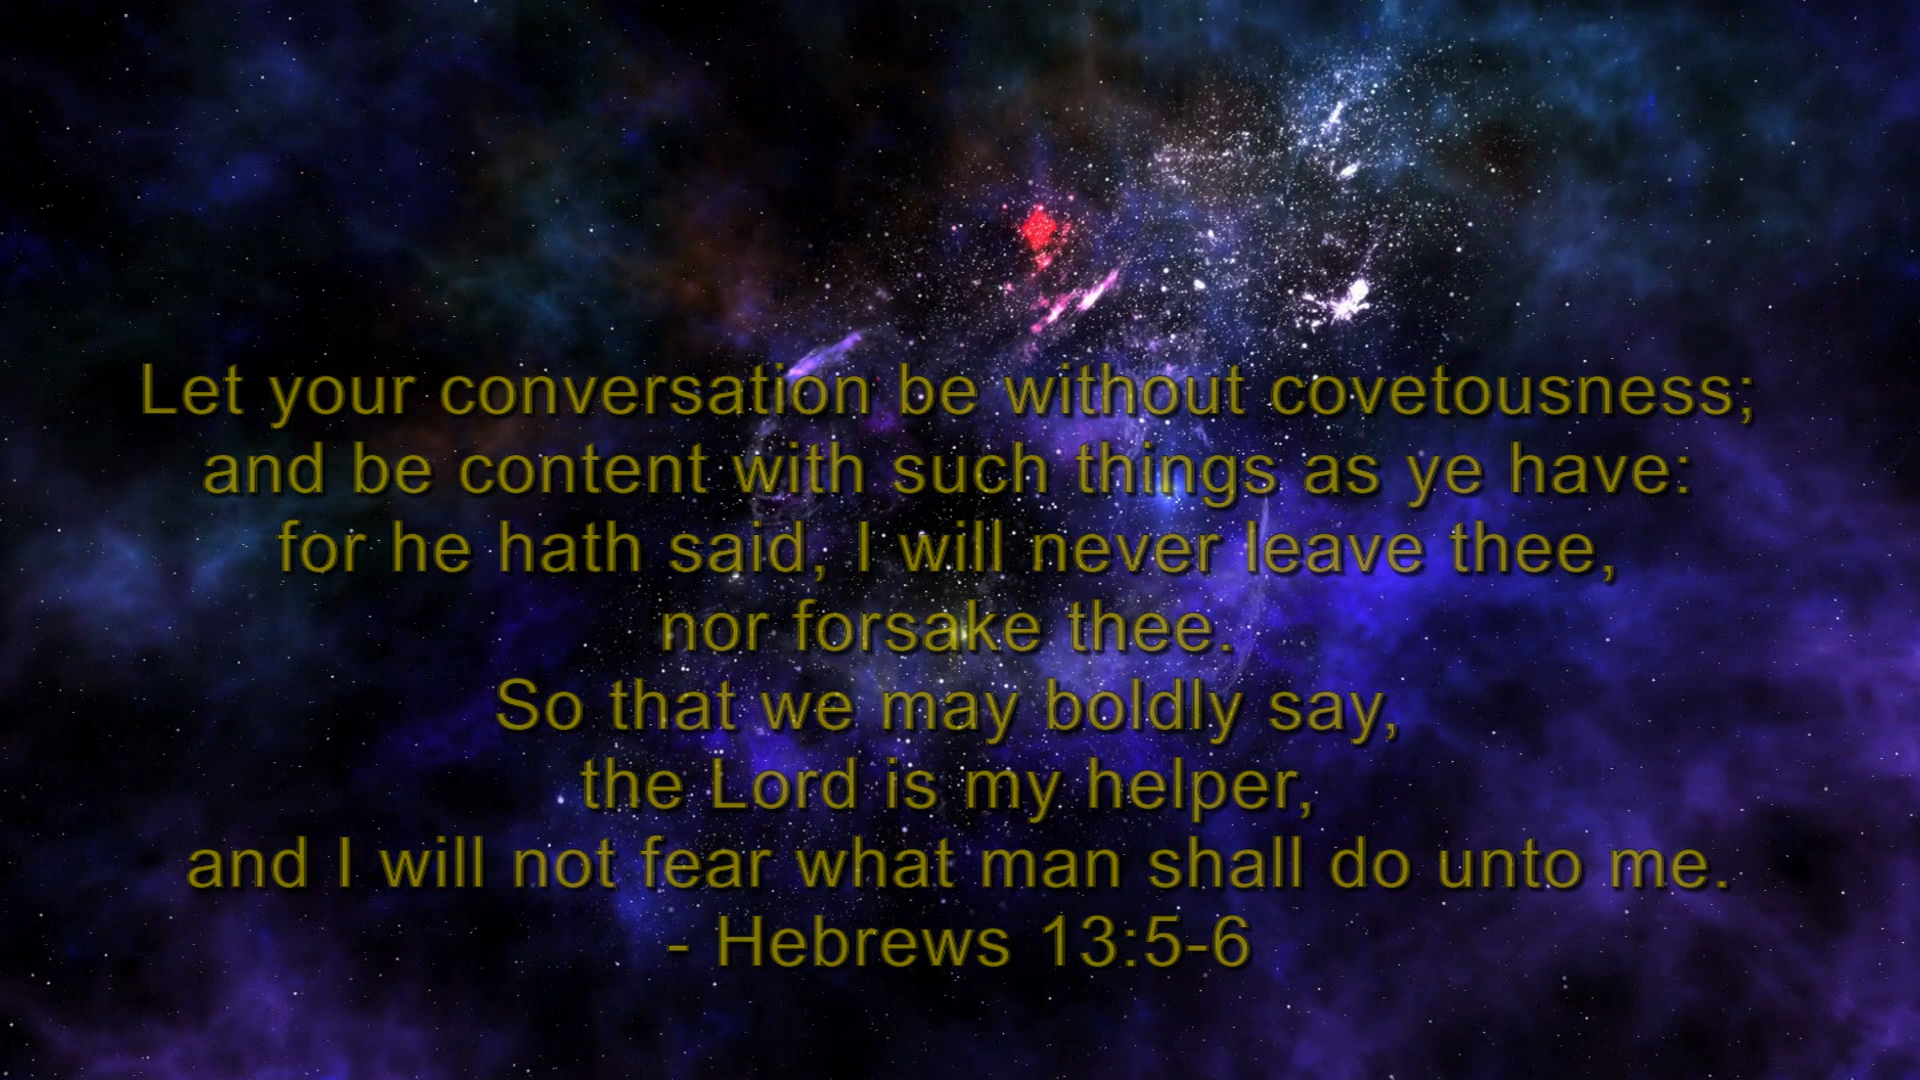 Let your conversation be without covetousness;
and be content with such things as ye have:
for he hath said, I will never leave thee,
nor forsake thee.
So that we may boldly say,
the Lord is my helper,
and I will not fear what man shall do unto me.
- Hebrews 13:5-6